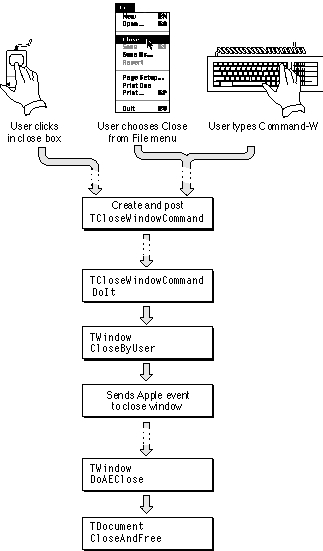 New
Open...
Close
Save
Save As...
Revert
Page Setup...
Print One
Print...
Quit
User clicks
in close box
User chooses Close
from File menu
User types Command-W
Create and post
TCloseWindowCommand
TCloseWindowCommand
DoIt
TWindow
CloseByUser
Sends Apple event
to close window
TWindow
DoAEClose
TDocument
CloseAndFree